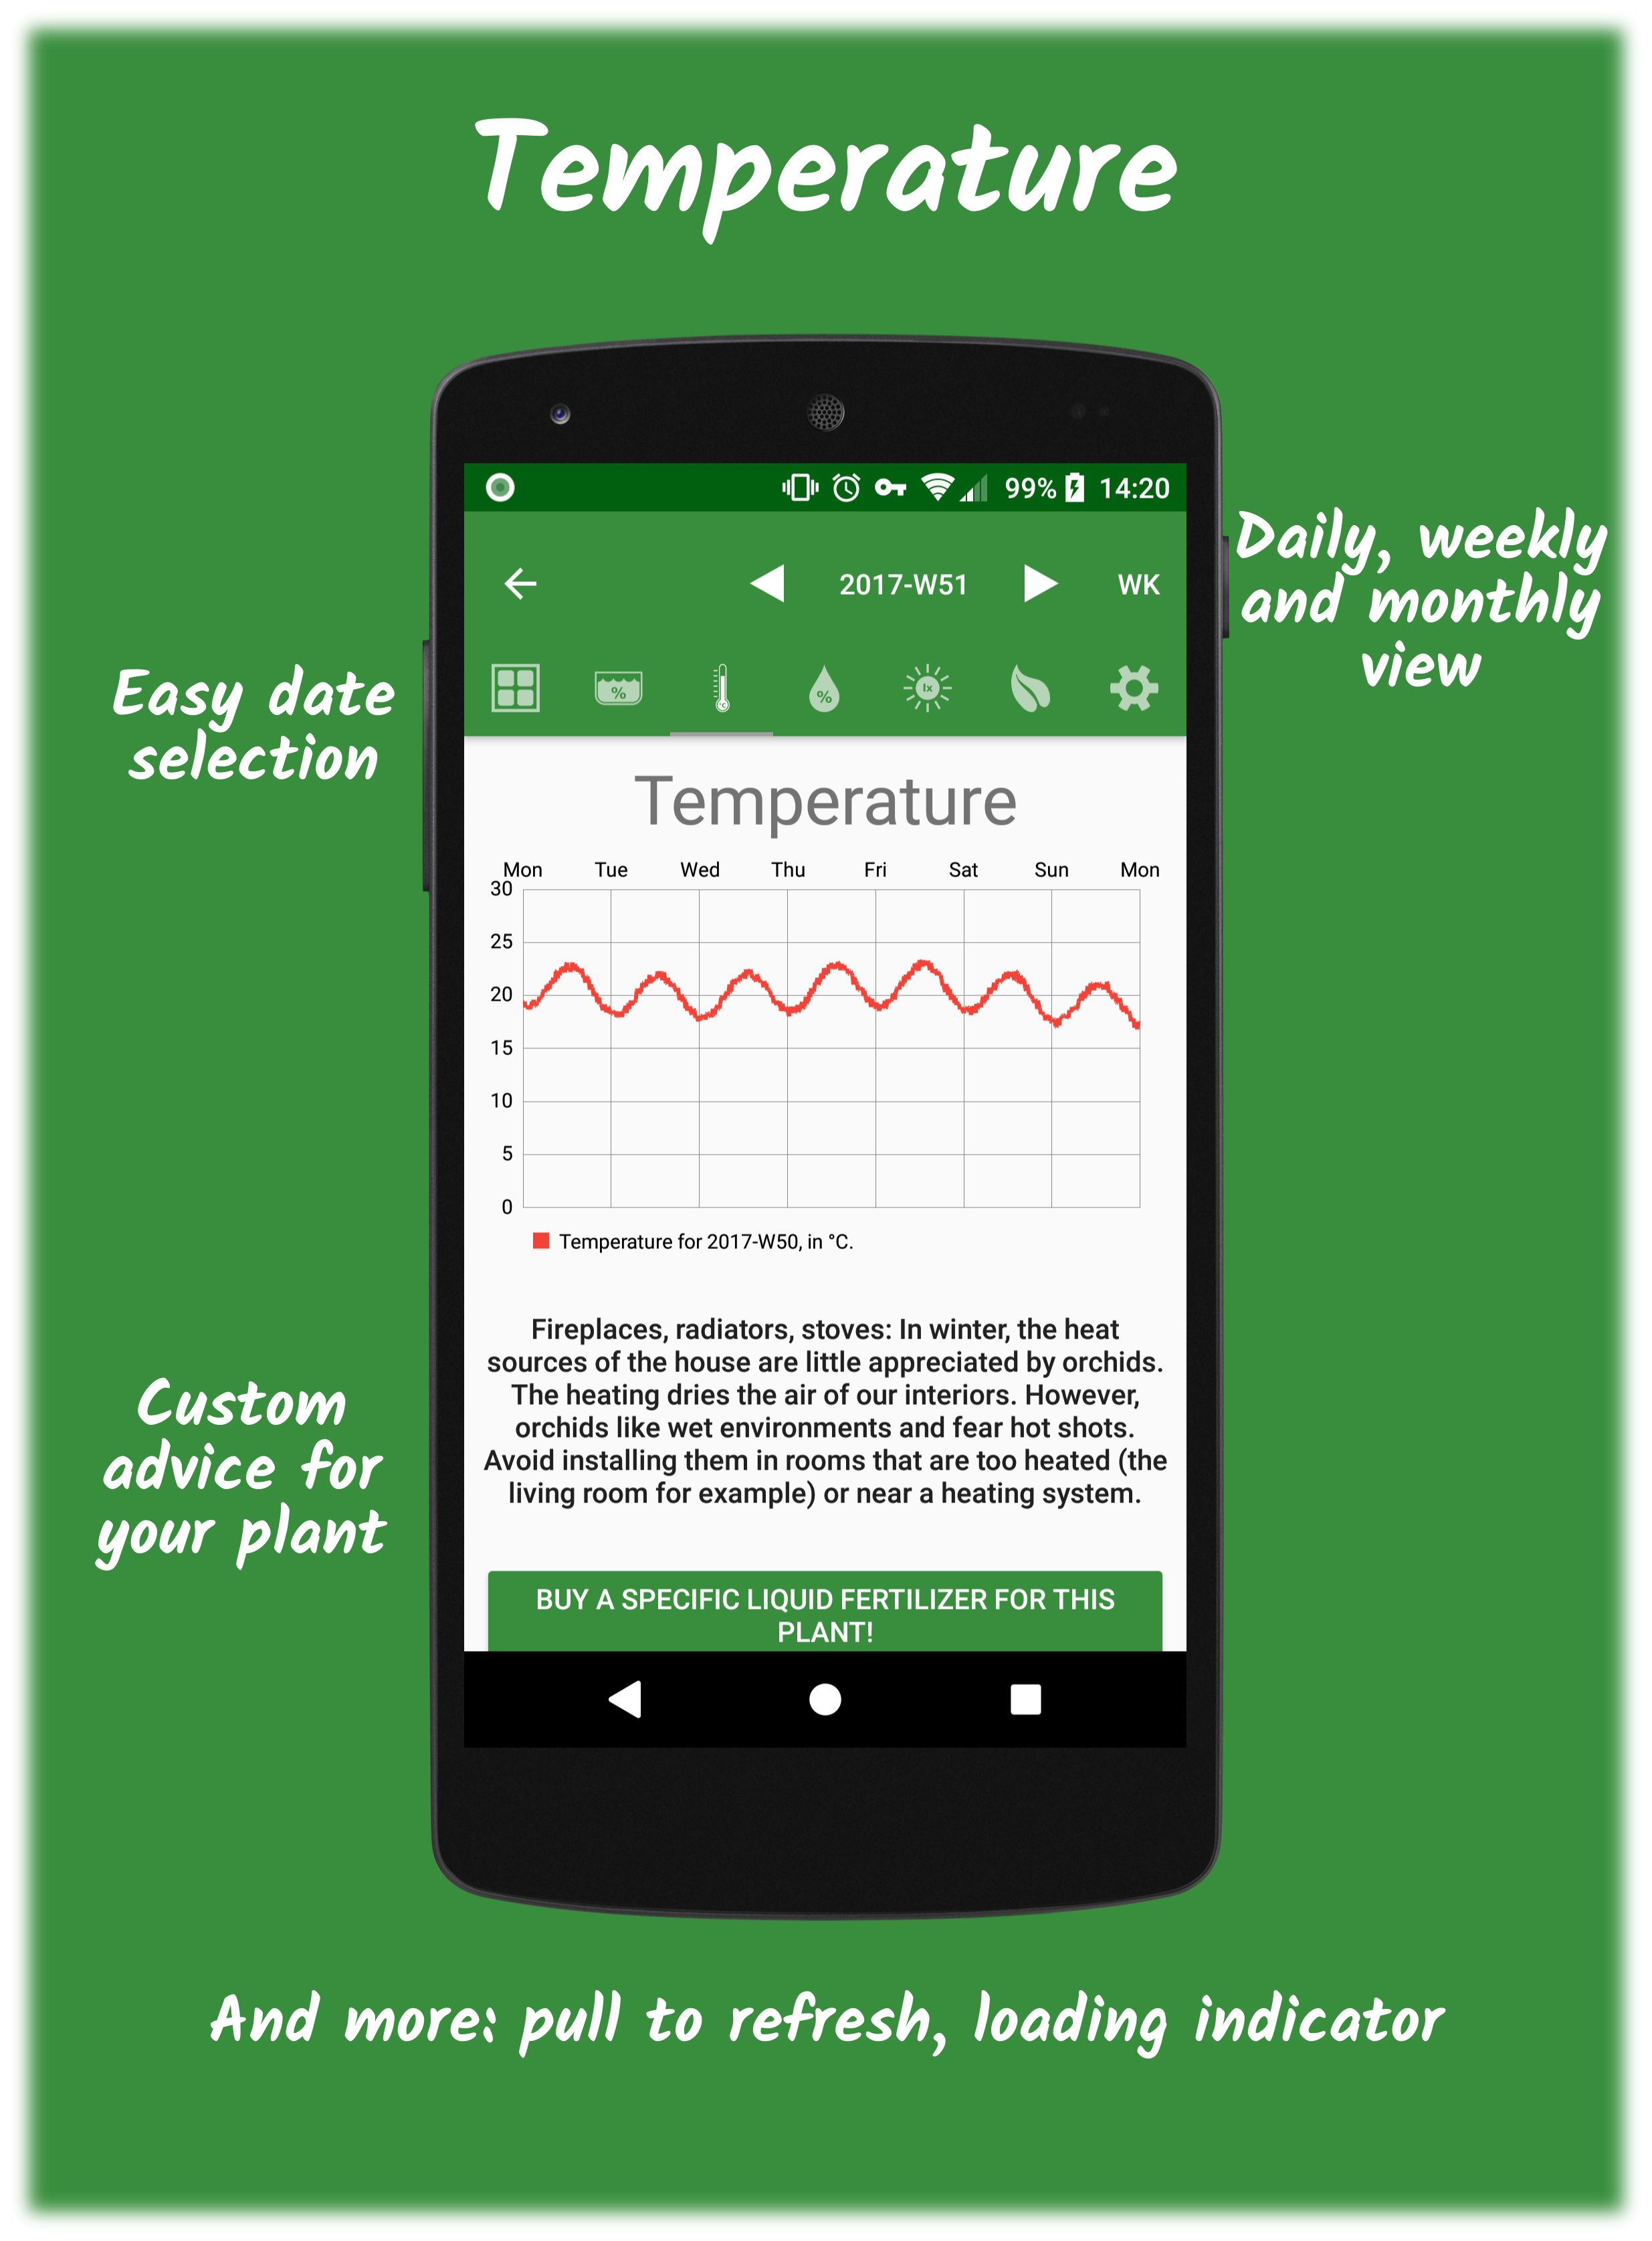 Temperature
99% 14:20
2017-W51 WK
Daily, weekly
and monthly
view
Easy date
selection
% °C % lx
Temperature
Mon Tue Wed Thu Fri Sat Sun Mon
30
25
20
15
10
5
0
Temperature for 2017-W50, in °C.
Fireplaces, radiators, stoves: In winter, the heat
sources of the house are little appreciated by orchids.
The heating dries the air of our interiors. However,
orchids like wet environments and fear hot shots.
Avoid installing them in rooms that are too heated (the
living room for example) or near a heating system.
Custom
advice for
your plant
BUY A SPECIFIC LIQUID FERTILIZER FOR THIS
PLANT!
And more: pull to refresh, loading indicator